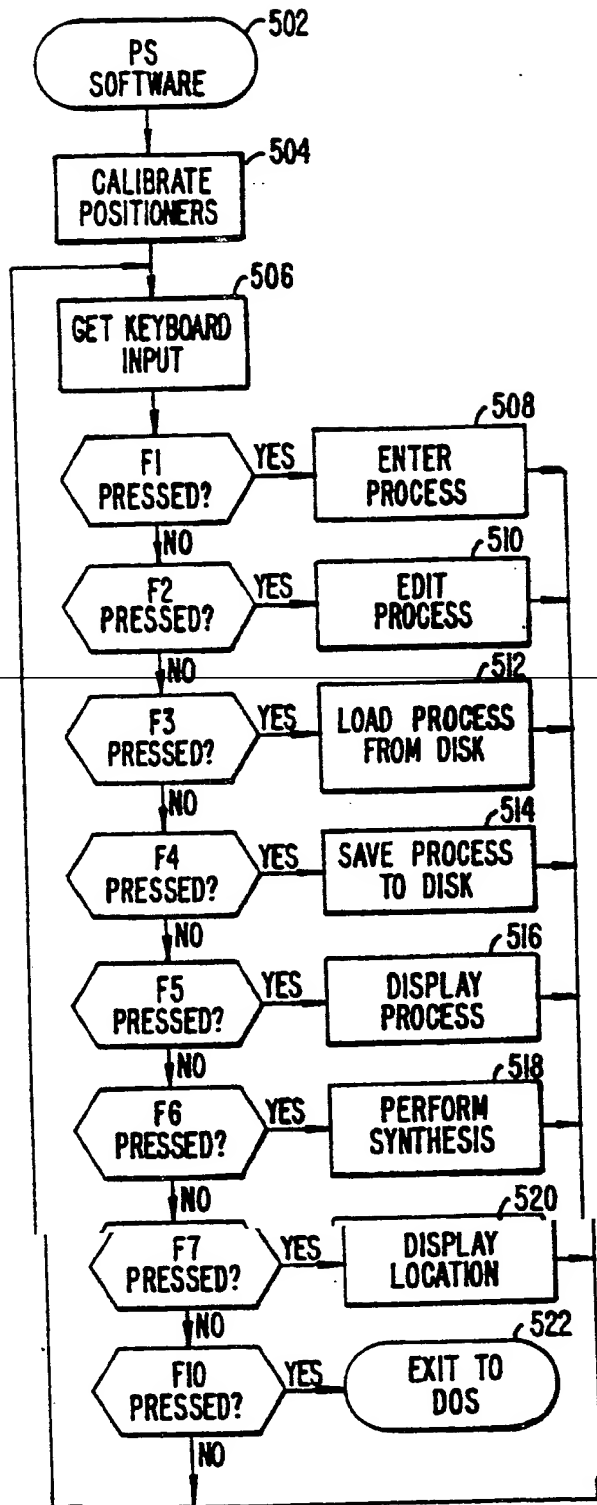 502
PS
SOFTWARE
504
CALIBRATE
POSITIONERS
506
GET KEYBOARD
INPUT
508
F1
PRESSED?
YES
ENTER
PROCESS
NO
510
F2
PRESSED?
YES
EDIT
PROCESS
NO
512
F3
PRESSED?
YES
LOAD PROCESS
FROM DISK
NO
514
F4
PRESSED?
YES
SAVE PROCESS
TO DISK
NO
516
F5
PRESSED?
YES
DISPLAY
PROCESS
NO
518
F6
PRESSED?
YES
PERFORM
SYNTHESIS
NO
520
F7
PRESSED?
YES
DISPLAY
LOCATION
NO
522
F10
PRESSED?
YES
EXIT TO
DOS
NO